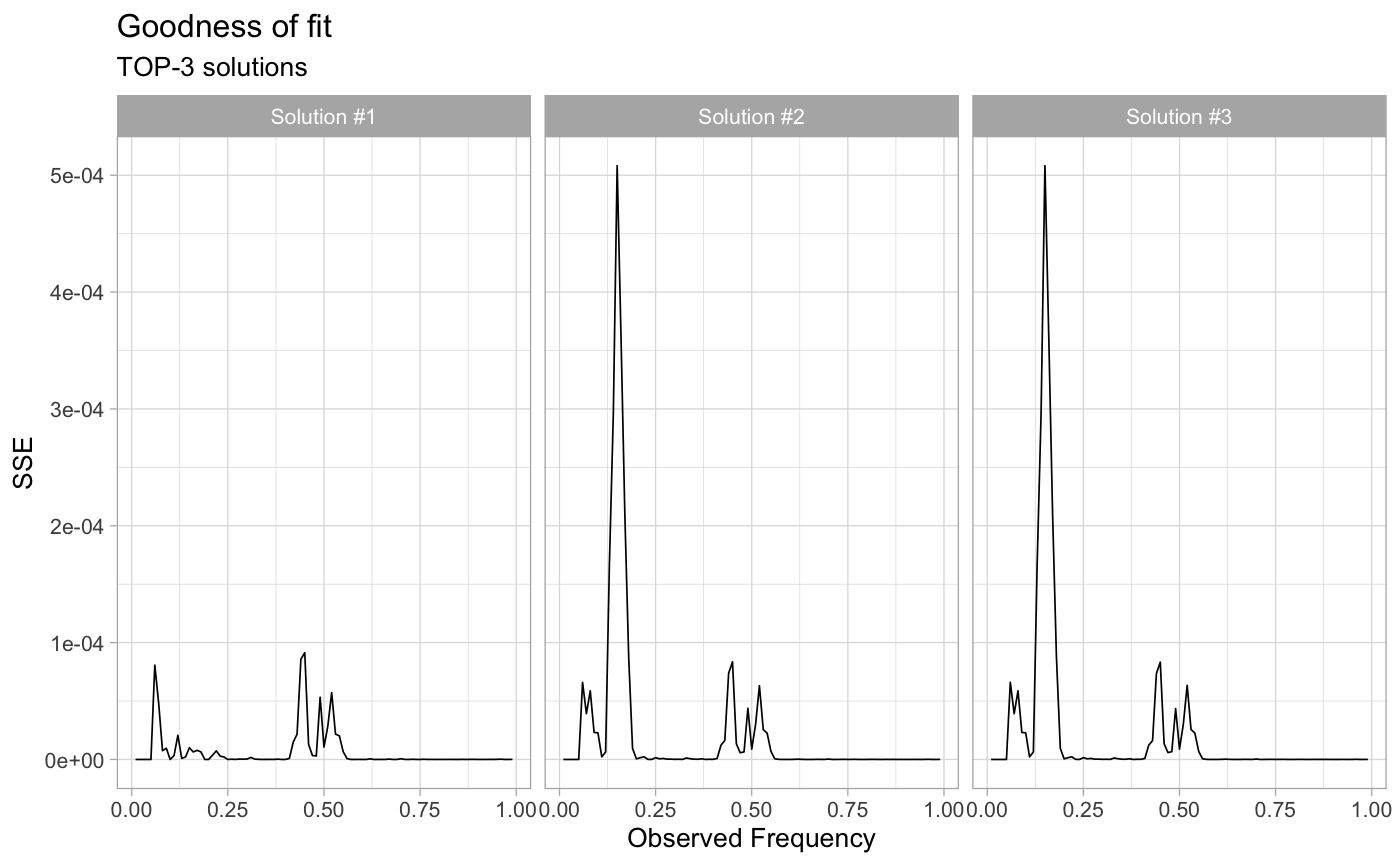 Goodness of fit
TOP-3 solutions
Solution #1 Solution #2 Solution #3
5e-04
4e-04
3e-04
2e-04
1e-04
0e+00
SSE
0.00 0.25 0.50 0.75 1.00 0.00 0.25 0.50 0.75 1.00 0.00 0.25 0.50 0.75 1.00
Observed Frequency